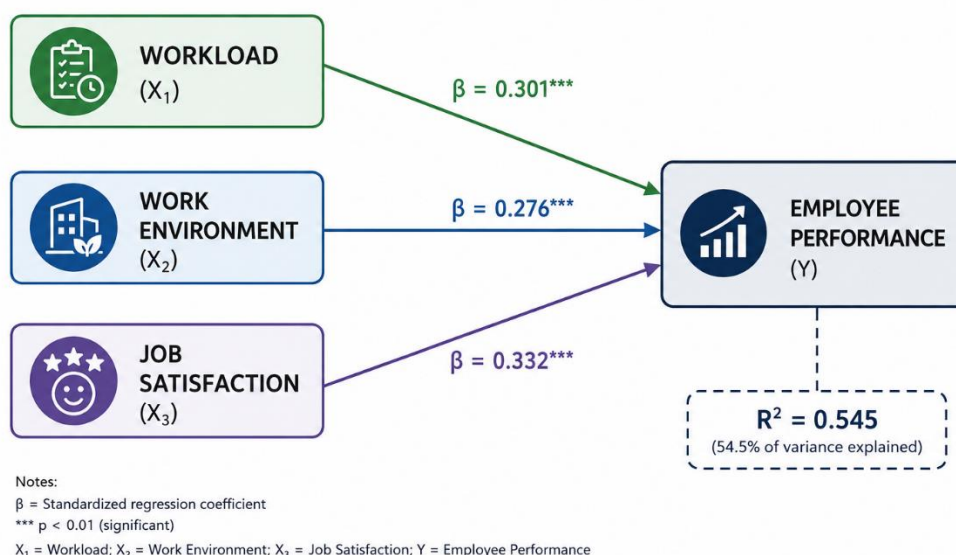 WORKLOAD
(X₁)
β = 0.301***
WORK
ENVIRONMENT
(X₂)
β = 0.276***
EMPLOYEE
PERFORMANCE
(Y)
JOB
SATISFACTION
(X₃)
β = 0.332***
R² = 0.545
(54.5% of variance explained)
Notes:
β = Standardized regression coefficient
*** p < 0.01 (significant)
X₁ = Workload; X₂ = Work Environment; X₃ = Job Satisfaction; Y = Employee Performance